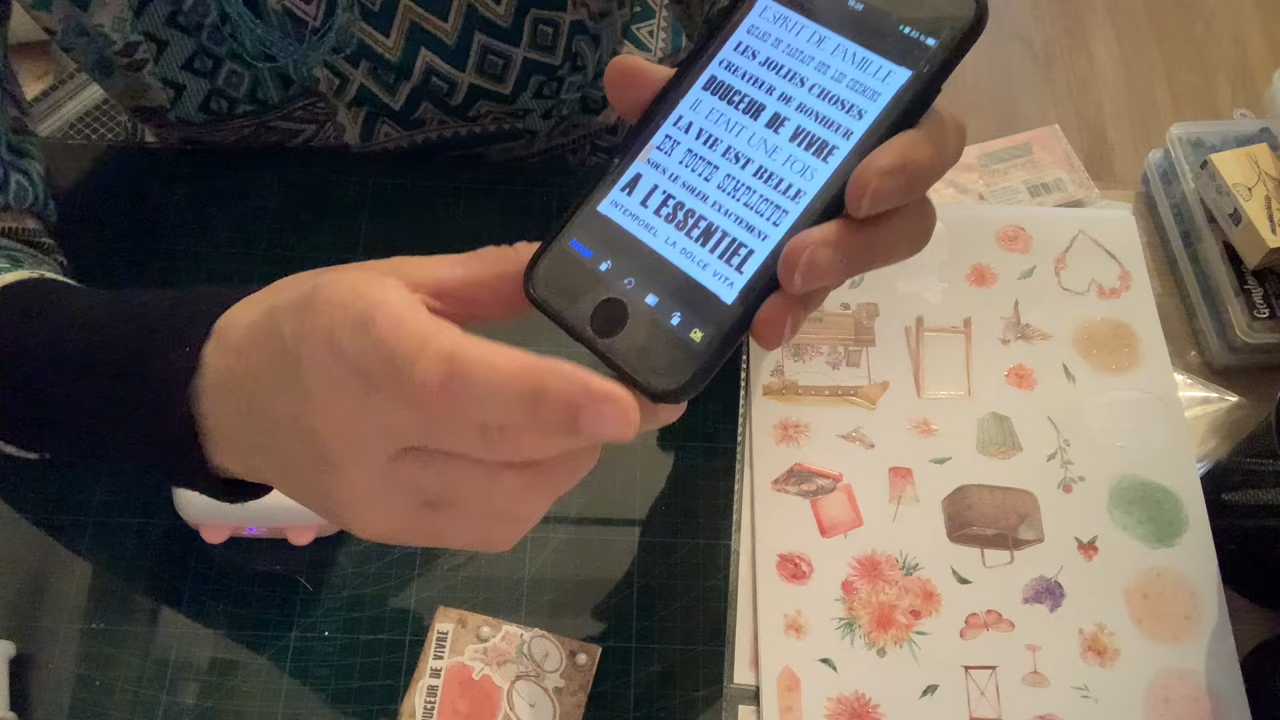 ESPRIT DE FAMILLE
QUAND ON PARTAIT SUR LES CHEMINS
LES JOLIES CHOSES
CREATEUR DE BONHEUR
DOUCEUR DE VIVRE
IL ETAIT UNE FOIS
LA VIE EST BELLE
EN TOUTE SIMPLICITE
SOUS LE SOLEIL EXACTEMENT
A L'ESSENTIEL
INTEMPOREL LA DOLCE VITA
OK
DOUCEUR DE VIVRE